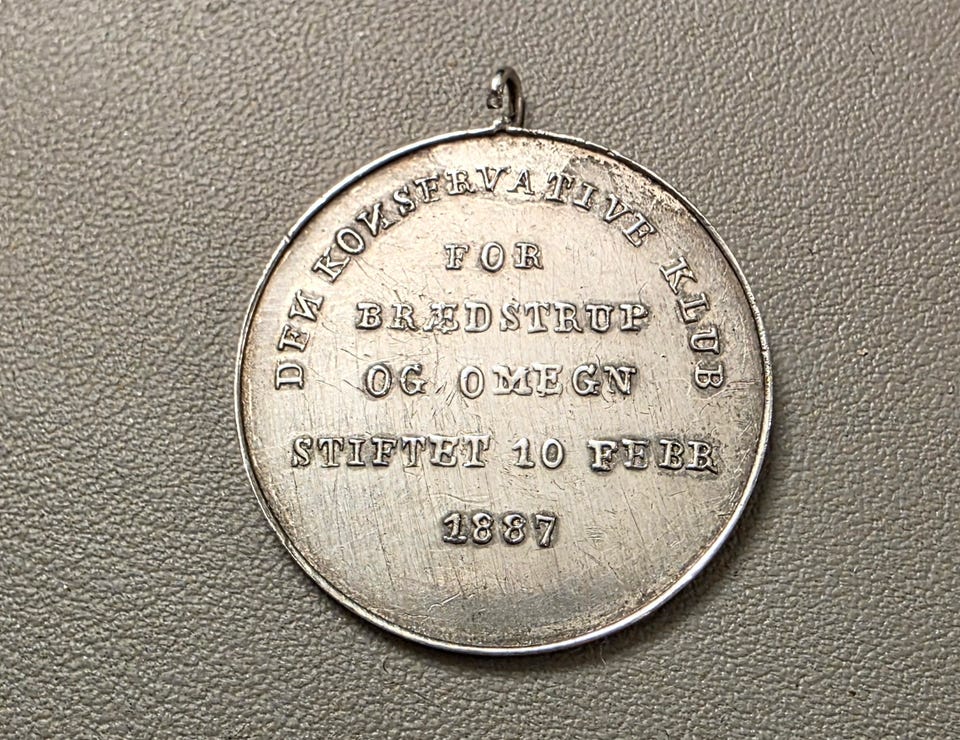 DEN KONSERVATIVE KLUB
FOR
BRÆDSTRUP
OG OMEGN
STIFTET 10 FEBR
1887